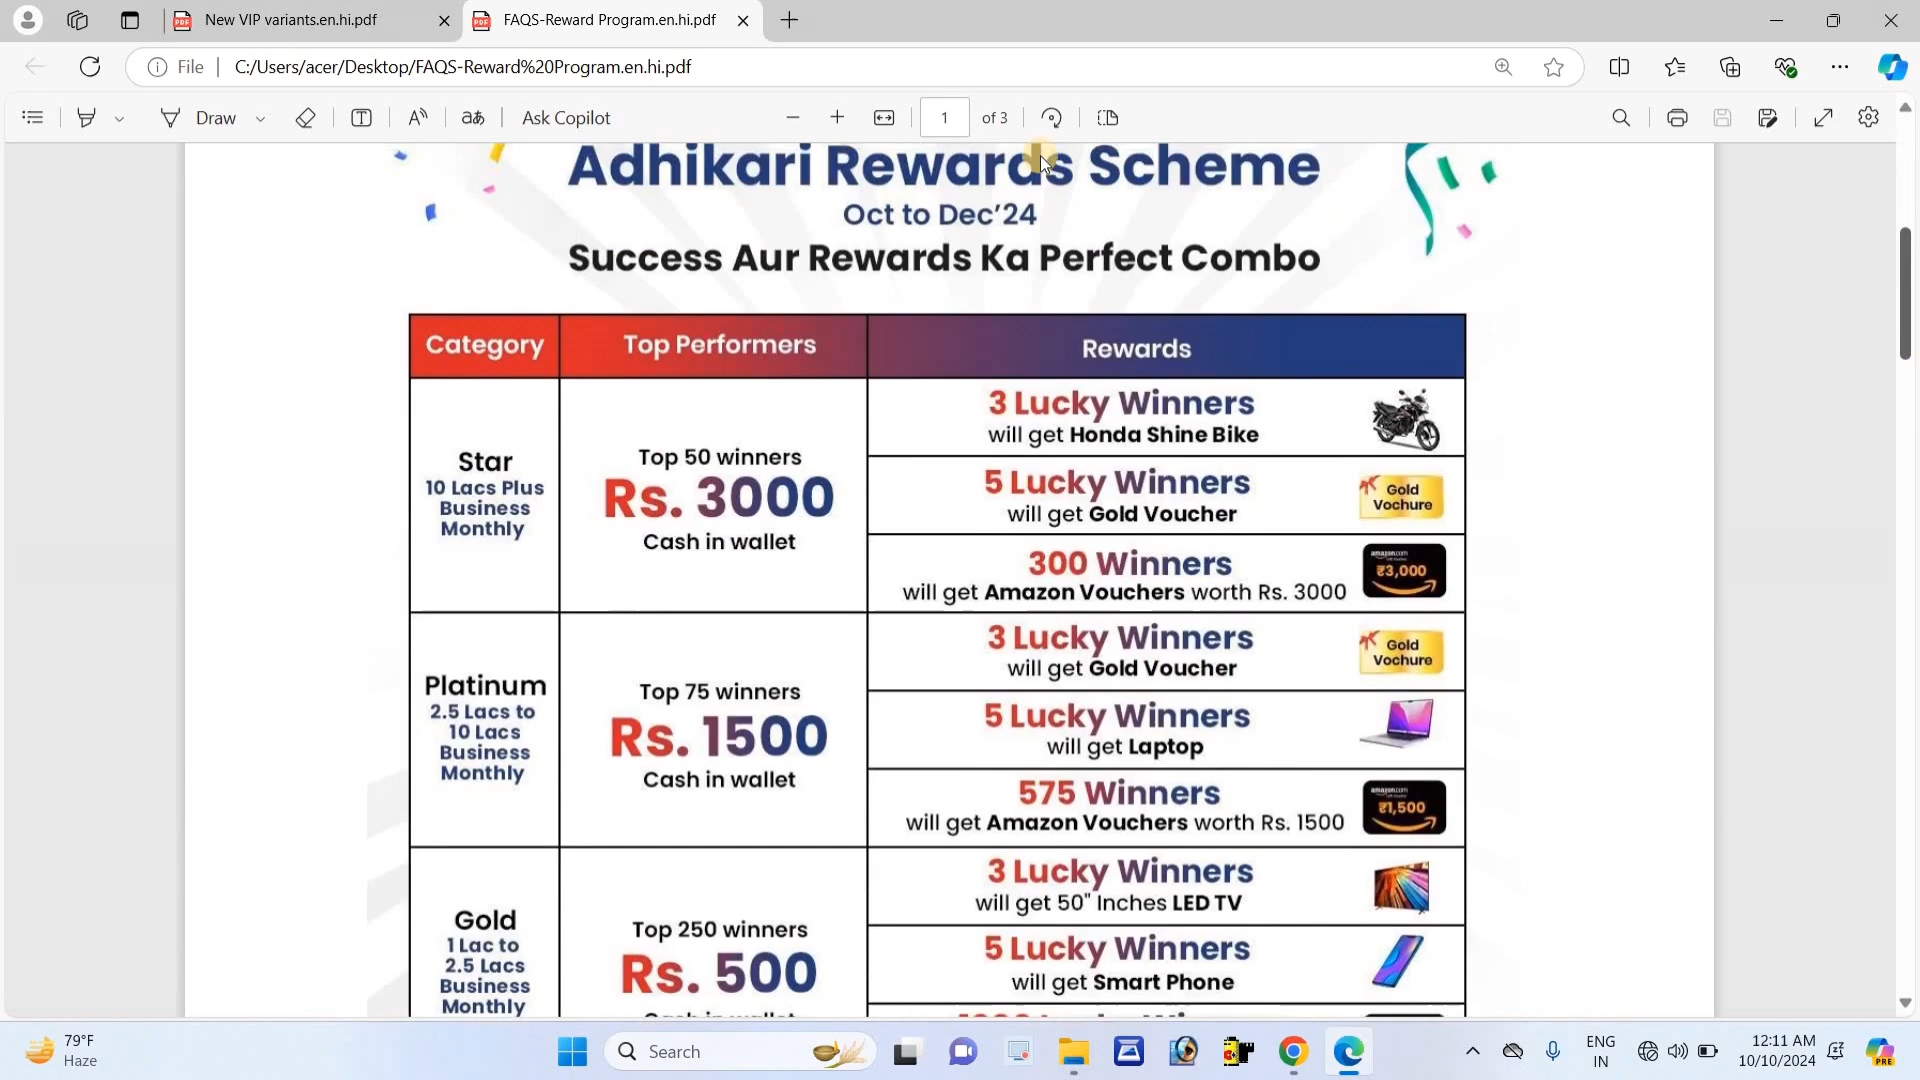 New VIP variants.en.hi.pdf
FAQS-Reward Program.en.hi.pdf
File
C:/Users/acer/Desktop/FAQS-Reward%20Program.en.hi.pdf
Draw
aあ
Ask Copilot
1 of 3
Adhikari Rewards Scheme
Oct to Dec'24
Success Aur Rewards Ka Perfect Combo
Category
Top Performers
Rewards
Star
10 Lacs Plus
Business
Monthly
Top 50 winners
Rs. 3000
Cash in wallet
3 Lucky Winners
will get Honda Shine Bike
5 Lucky Winners
will get Gold Voucher
Gold
Vochure
300 Winners
will get Amazon Vouchers worth Rs. 3000
amazon.com
₹3,000
Platinum
2.5 Lacs to
10 Lacs
Business
Monthly
Top 75 winners
Rs. 1500
Cash in wallet
3 Lucky Winners
will get Gold Voucher
Gold
Vochure
5 Lucky Winners
will get Laptop
575 Winners
will get Amazon Vouchers worth Rs. 1500
amazon.com
₹1,500
Gold
1 Lac to
2.5 Lacs
Business
Monthly
Top 250 winners
Rs. 500
3 Lucky Winners
will get 50" Inches LED TV
5 Lucky Winners
will get Smart Phone
79°F
Haze
Search
ENG
IN
12:11 AM
10/10/2024
PRE